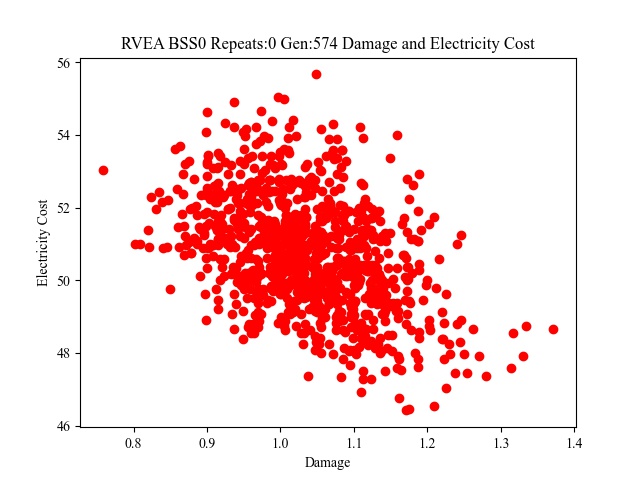 RVEA BSS0 Repeats:0 Gen:574 Damage and Electricity Cost
56
54
52
50
48
46
Electricity Cost
0.8 0.9 1.0 1.1 1.2 1.3 1.4
Damage